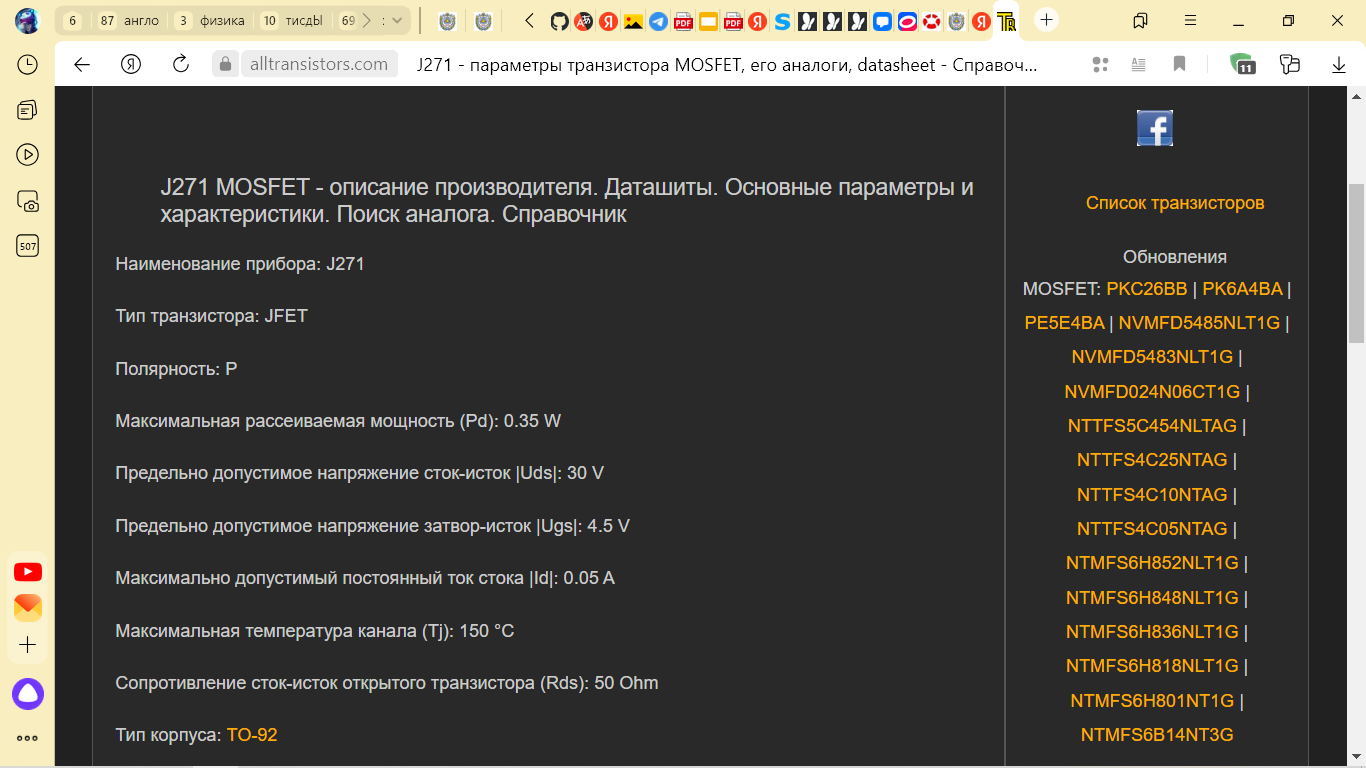 6
87 англо
3 физика
10 тисды
69
:
alltransistors.com
J271 - параметры транзистора MOSFET, его аналоги, datasheet - Справоч...
11
507
J271 MOSFET - описание производителя. Даташиты. Основные параметры и
характеристики. Поиск аналога. Справочник
Наименование прибора: J271
Тип транзистора: JFET
Полярность: P
Максимальная рассеиваемая мощность (Pd): 0.35 W
Предельно допустимое напряжение сток-исток |Uds|: 30 V
Предельно допустимое напряжение затвор-исток |Ugs|: 4.5 V
Максимально допустимый постоянный ток стока |Id|: 0.05 A
Максимальная температура канала (Tj): 150 °C
Сопротивление сток-исток открытого транзистора (Rds): 50 Ohm
Тип корпуса: TO-92
Список транзисторов
Обновления
MOSFET: PKC26BB | PK6A4BA |
PE5E4BA | NVMFD5485NLT1G |
NVMFD5483NLT1G |
NVMFD024N06CT1G |
NTTFS5C454NLTAG |
NTTFS4C25NTAG |
NTTFS4C10NTAG |
NTTFS4C05NTAG |
NTMFS6H852NLT1G |
NTMFS6H848NLT1G |
NTMFS6H836NLT1G |
NTMFS6H818NLT1G |
NTMFS6H801NT1G |
NTMFS6B14NT3G